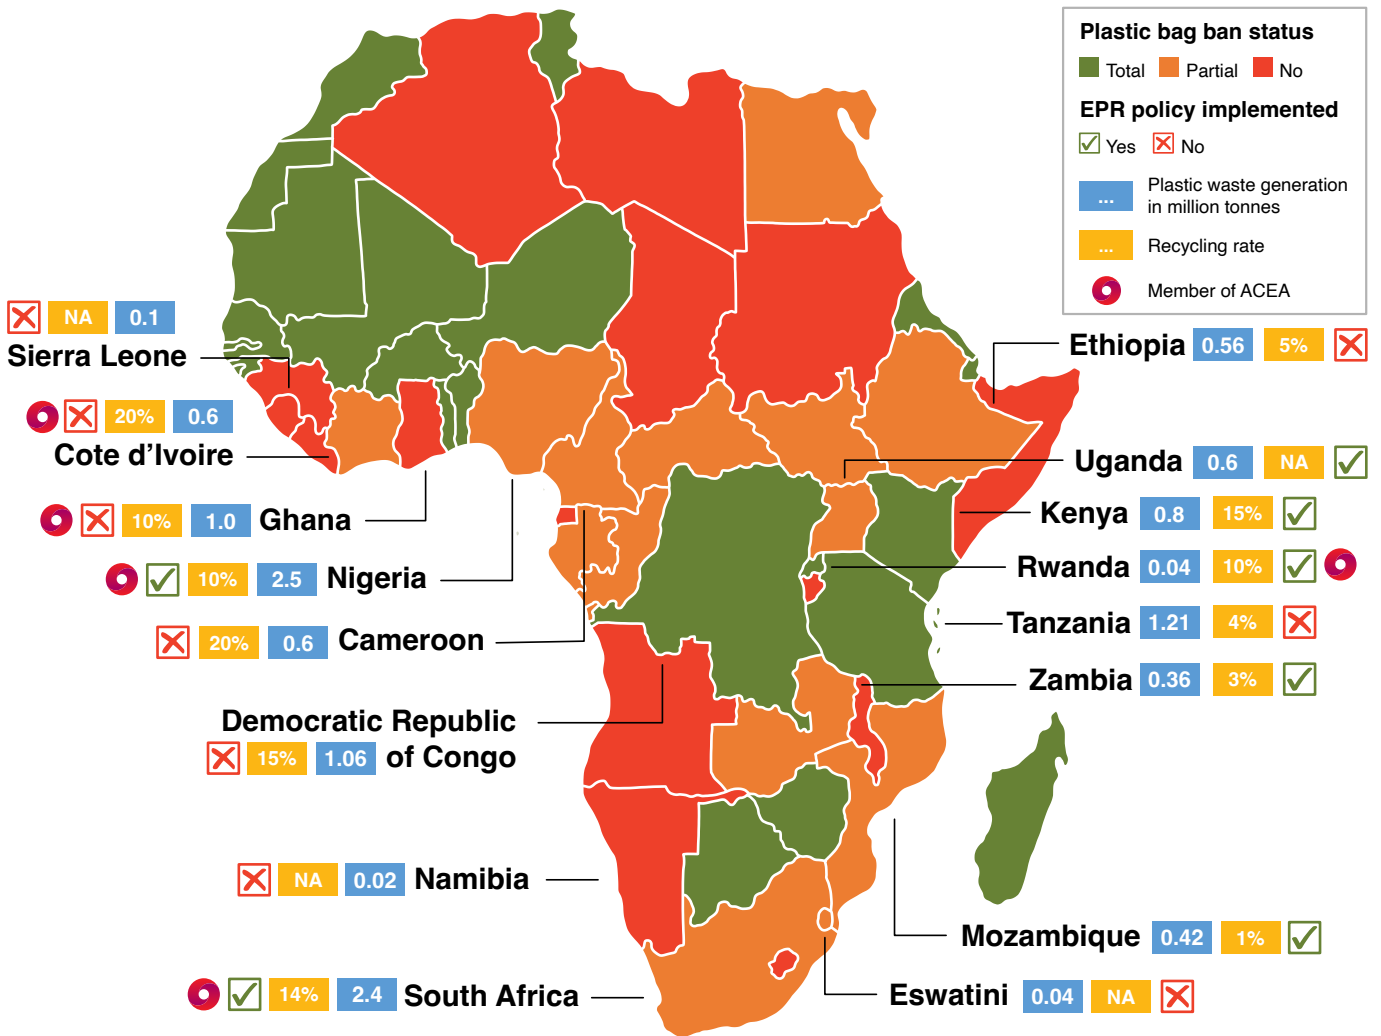 Plastic bag ban status
Total Partial No
EPR policy implemented
Yes No
... Plastic waste generation
in million tonnes
... Recycling rate
Member of ACEA
NA 0.1
Sierra Leone
20% 0.6
Cote d'Ivoire
10% 1.0 Ghana
10% 2.5 Nigeria
20% 0.6 Cameroon
Democratic Republic
15% 1.06 of Congo
NA 0.02 Namibia
14% 2.4 South Africa
Ethiopia 0.56 5%
Uganda 0.6 NA
Kenya 0.8 15%
Rwanda 0.04 10%
Tanzania 1.21 4%
Zambia 0.36 3%
Mozambique 0.42 1%
Eswatini 0.04 NA